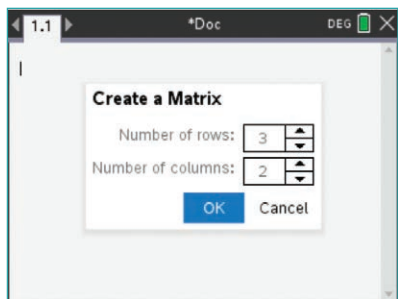 1.1 *Doc DEG
Create a Matrix
Number of rows: 3
Number of columns: 2
OK Cancel